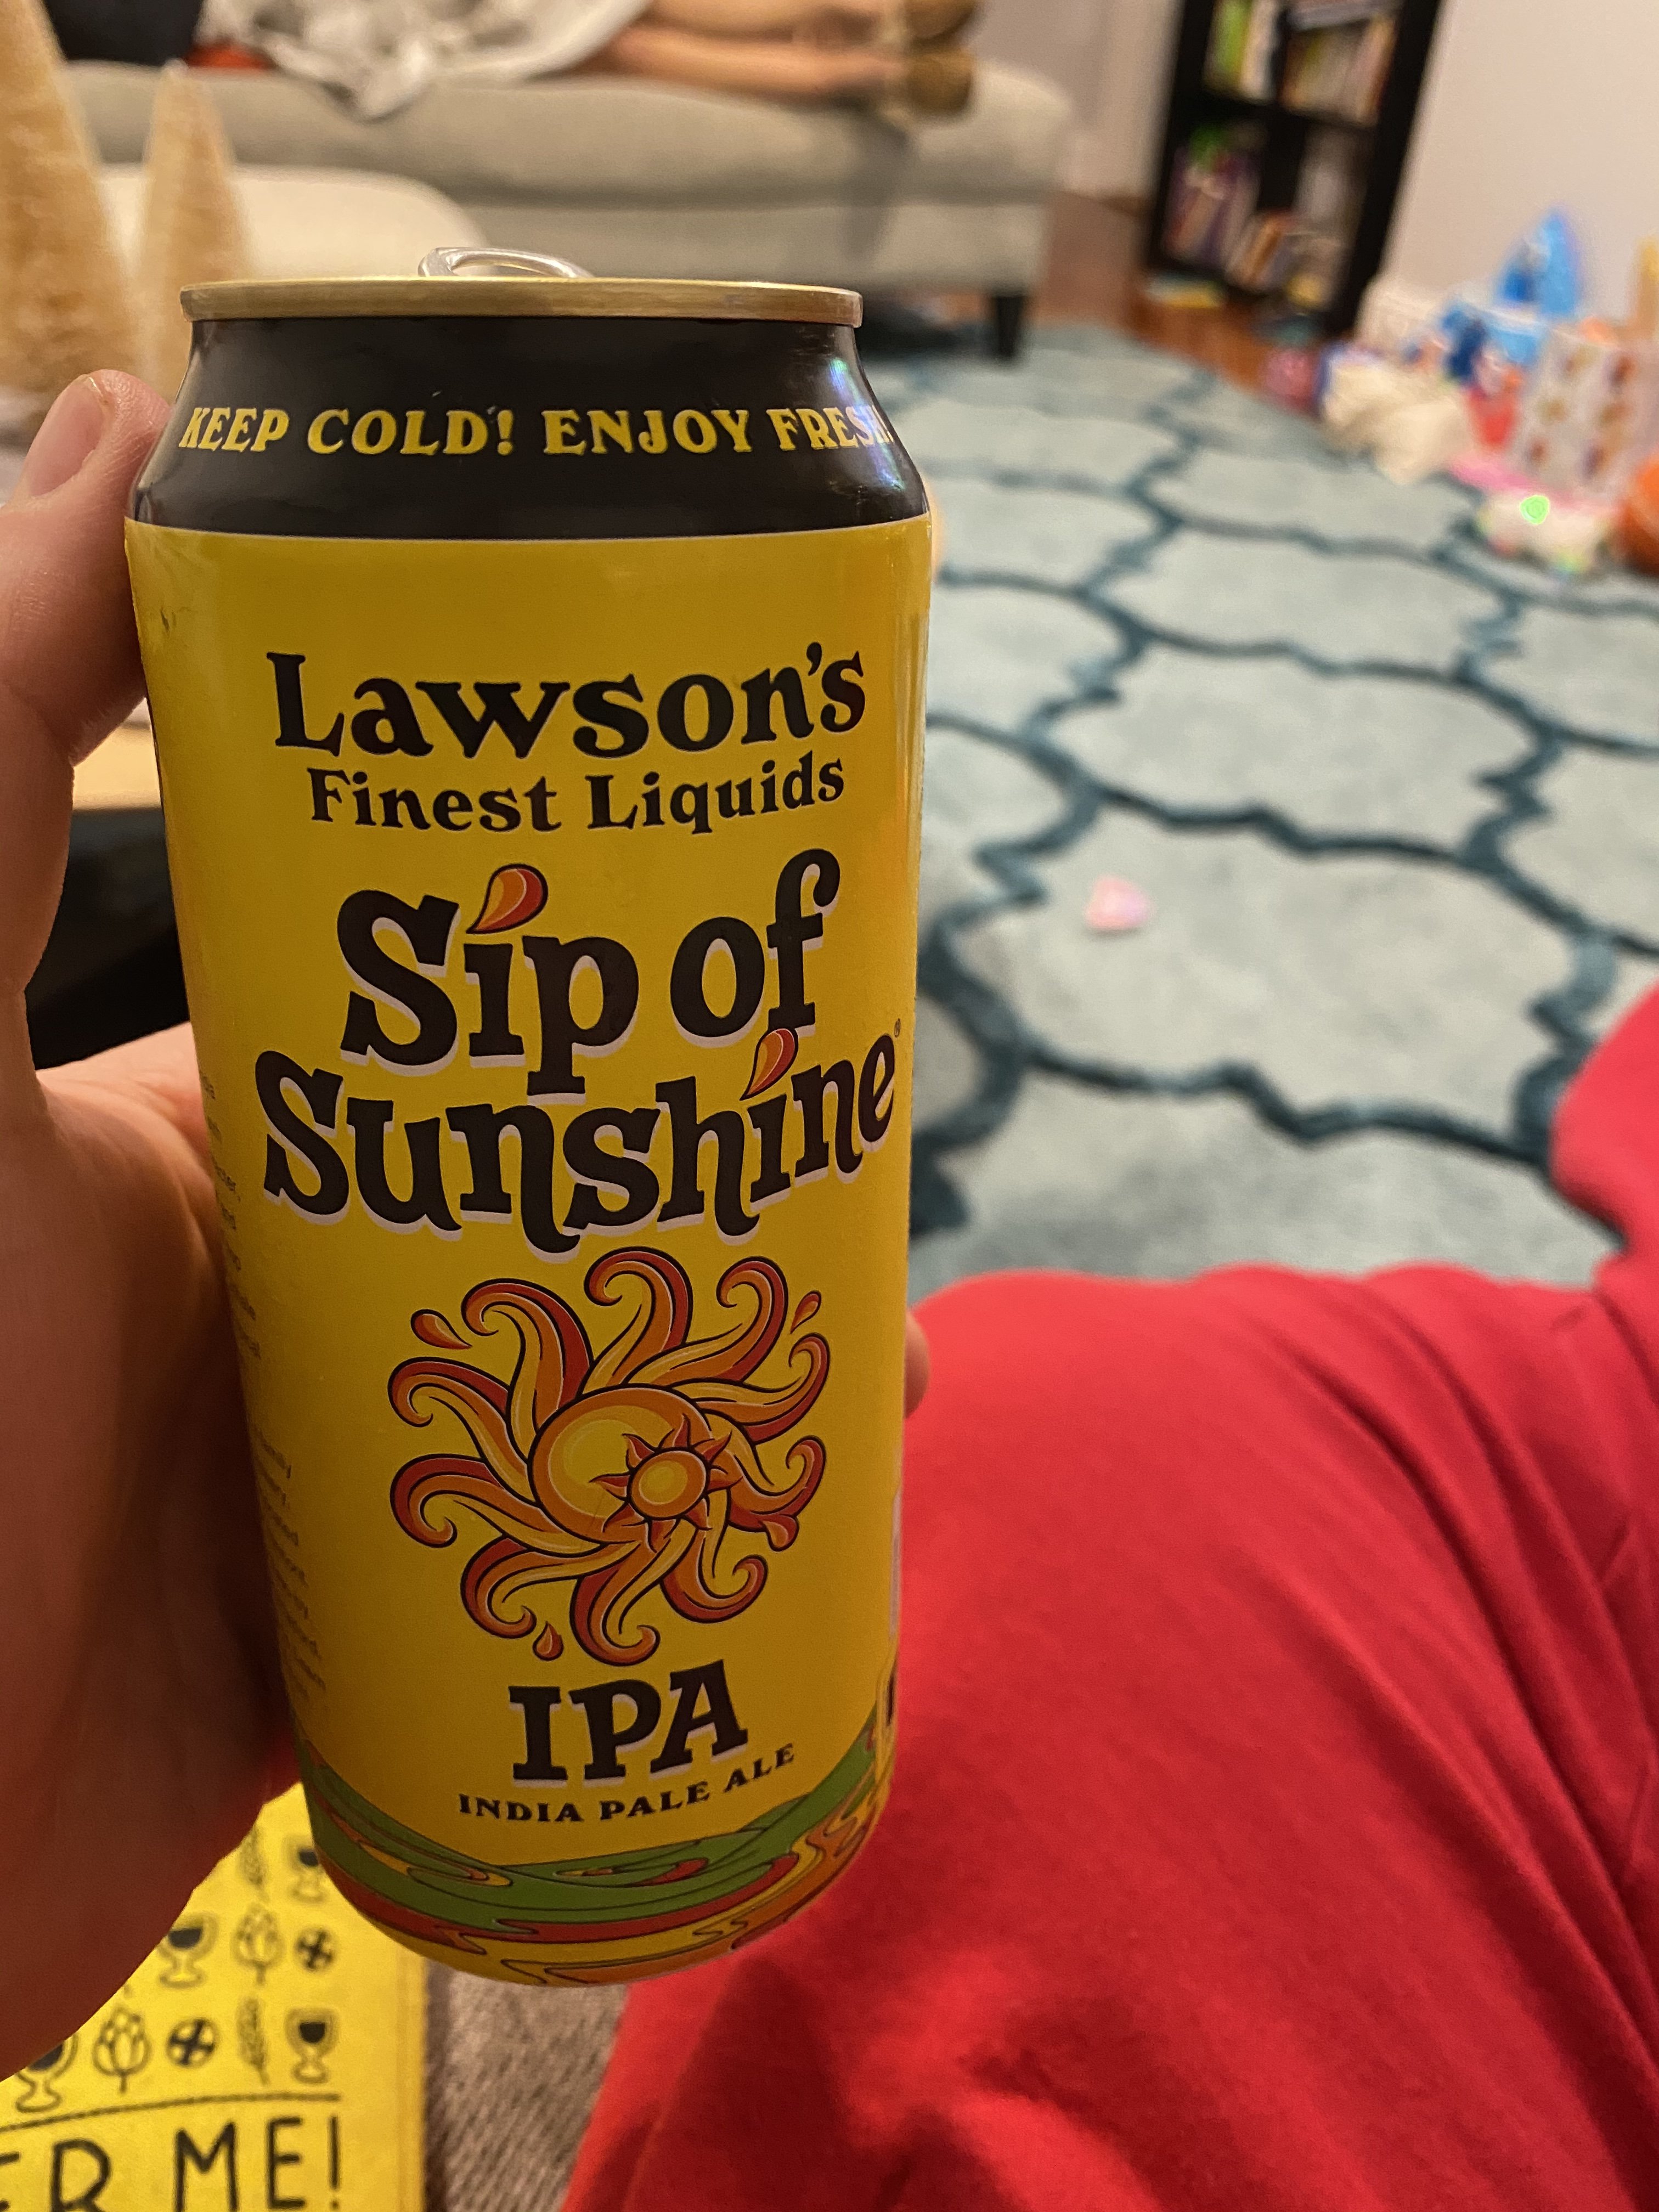 KEEP COLD! ENJOY FRESH!
Lawson's
Finest Liquids
Sip of
Sunshine®
IPA
INDIA PALE ALE
ER ME!